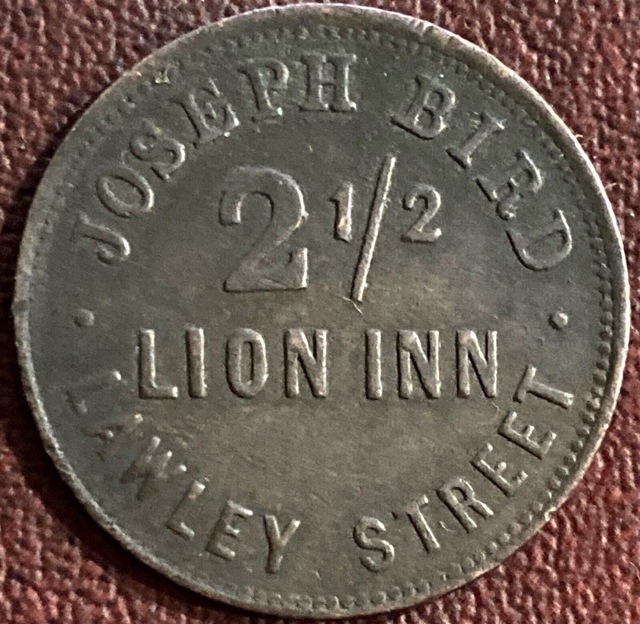 JOSEPH BIRD
2 1/2
LION INN
LAWLEY STREET